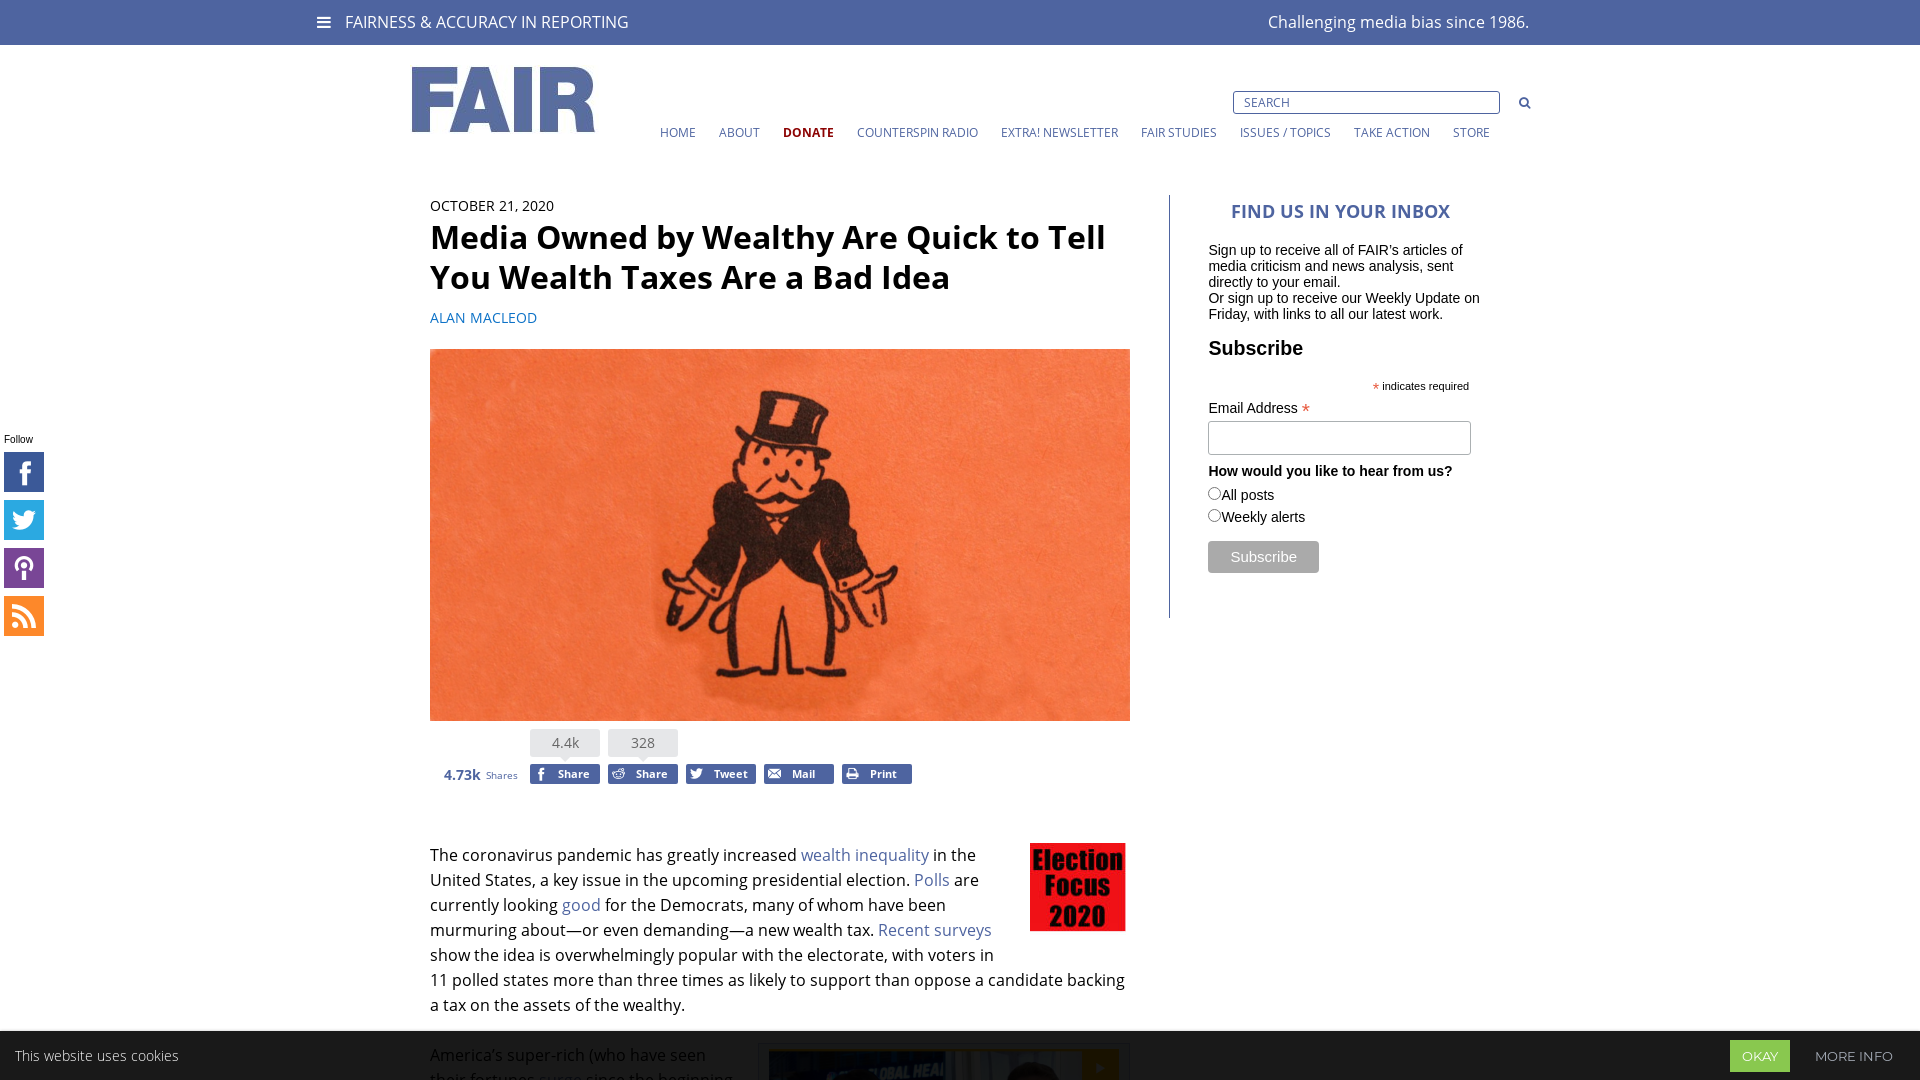 FAIRNESS & ACCURACY IN REPORTING
Challenging media bias since 1986.
FAIR
SEARCH
HOME ABOUT DONATE COUNTERSPIN RADIO EXTRA! NEWSLETTER FAIR STUDIES ISSUES / TOPICS TAKE ACTION STORE
OCTOBER 21, 2020
Media Owned by Wealthy Are Quick to Tell
You Wealth Taxes Are a Bad Idea
ALAN MACLEOD
4.4k
328
4.73k Shares
Share
Share
Tweet
Mail
Print
The coronavirus pandemic has greatly increased wealth inequality in the
United States, a key issue in the upcoming presidential election. Polls are
currently looking good for the Democrats, many of whom have been
murmuring about—or even demanding—a new wealth tax. Recent surveys
show the idea is overwhelmingly popular with the electorate, with voters in
11 polled states more than three times as likely to support than oppose a candidate backing
a tax on the assets of the wealthy.
Election
Focus
2020
America's super-rich (who have seen
their fortunes surge since the beginning
GLOBAL HEAL
FIND US IN YOUR INBOX
Sign up to receive all of FAIR's articles of
media criticism and news analysis, sent
directly to your email.
Or sign up to receive our Weekly Update on
Friday, with links to all our latest work.
Subscribe
* indicates required
Email Address *
How would you like to hear from us?
All posts
Weekly alerts
Subscribe
Follow
This website uses cookies
OKAY
MORE INFO